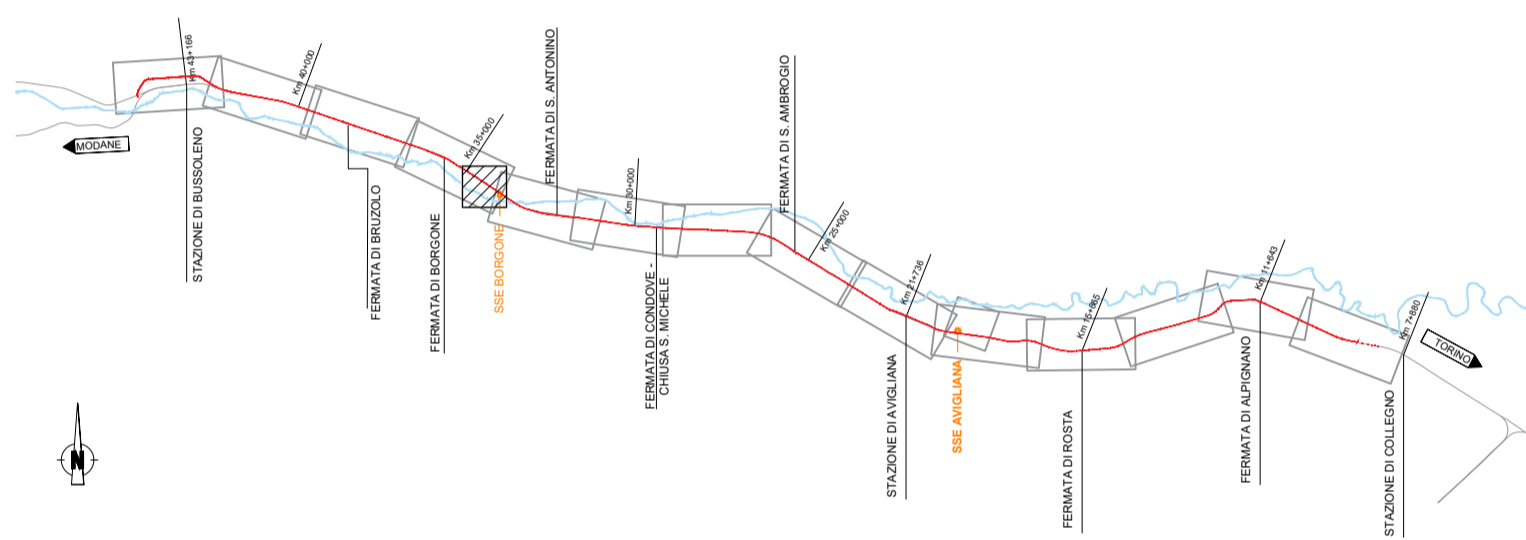 MODANE
Km 43+166
STAZIONE DI BUSSOLENO
Km 40+000
FERMATA DI BRUZOLO
FERMATA DI BORGONE
Km 35+000
SSE BORGONE
FERMATA DI S. ANTONINO
Km 30+000
FERMATA DI CONDOVE -
CHIUSA S. MICHELE
FERMATA DI S. AMBROGIO
Km 25+000
Km 21+736
STAZIONE DI AVIGLIANA
SSE AVIGLIANA
Km 15+865
FERMATA DI ROSTA
Km 11+643
FERMATA DI ALPIGNANO
Km 7+880
STAZIONE DI COLLEGNO
TORINO
N